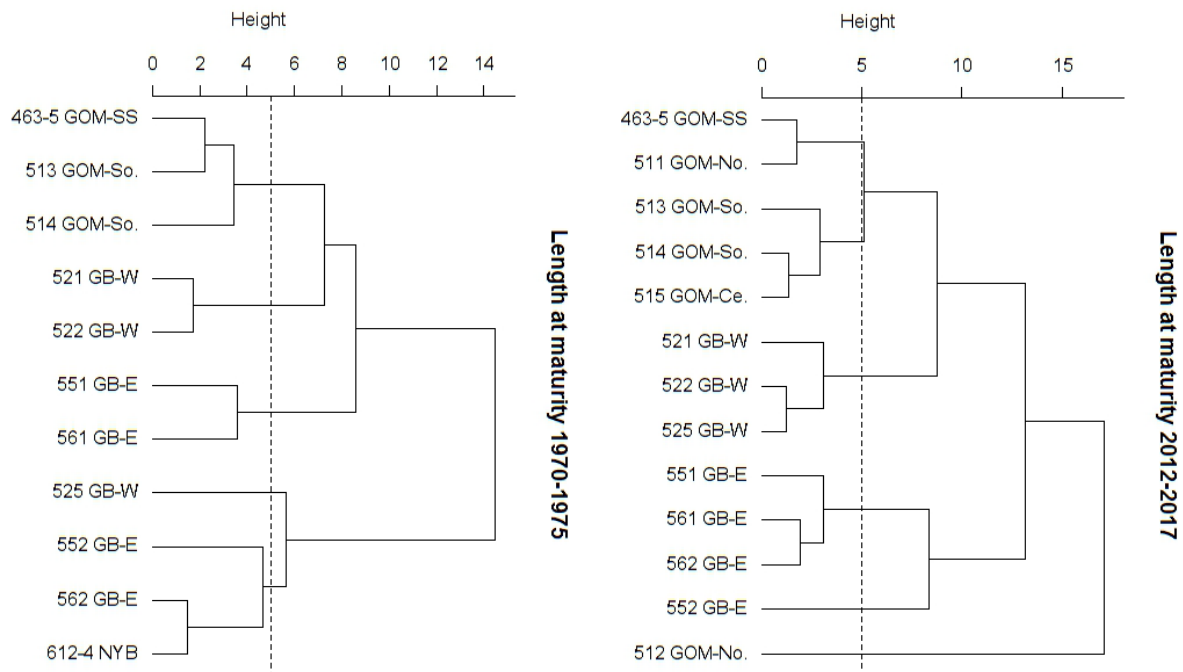 Height
0 2 4 6 8 10 12 14
463-5 GOM-SS
513 GOM-So.
514 GOM-So.
521 GB-W
522 GB-W
551 GB-E
561 GB-E
525 GB-W
552 GB-E
562 GB-E
612-4 NYB
Length at maturity 1970-1975
Height
0 5 10 15
463-5 GOM-SS
511 GOM-No.
513 GOM-So.
514 GOM-So.
515 GOM-Ce.
521 GB-W
522 GB-W
525 GB-W
551 GB-E
561 GB-E
562 GB-E
552 GB-E
512 GOM-No.
Length at maturity 2012-2017